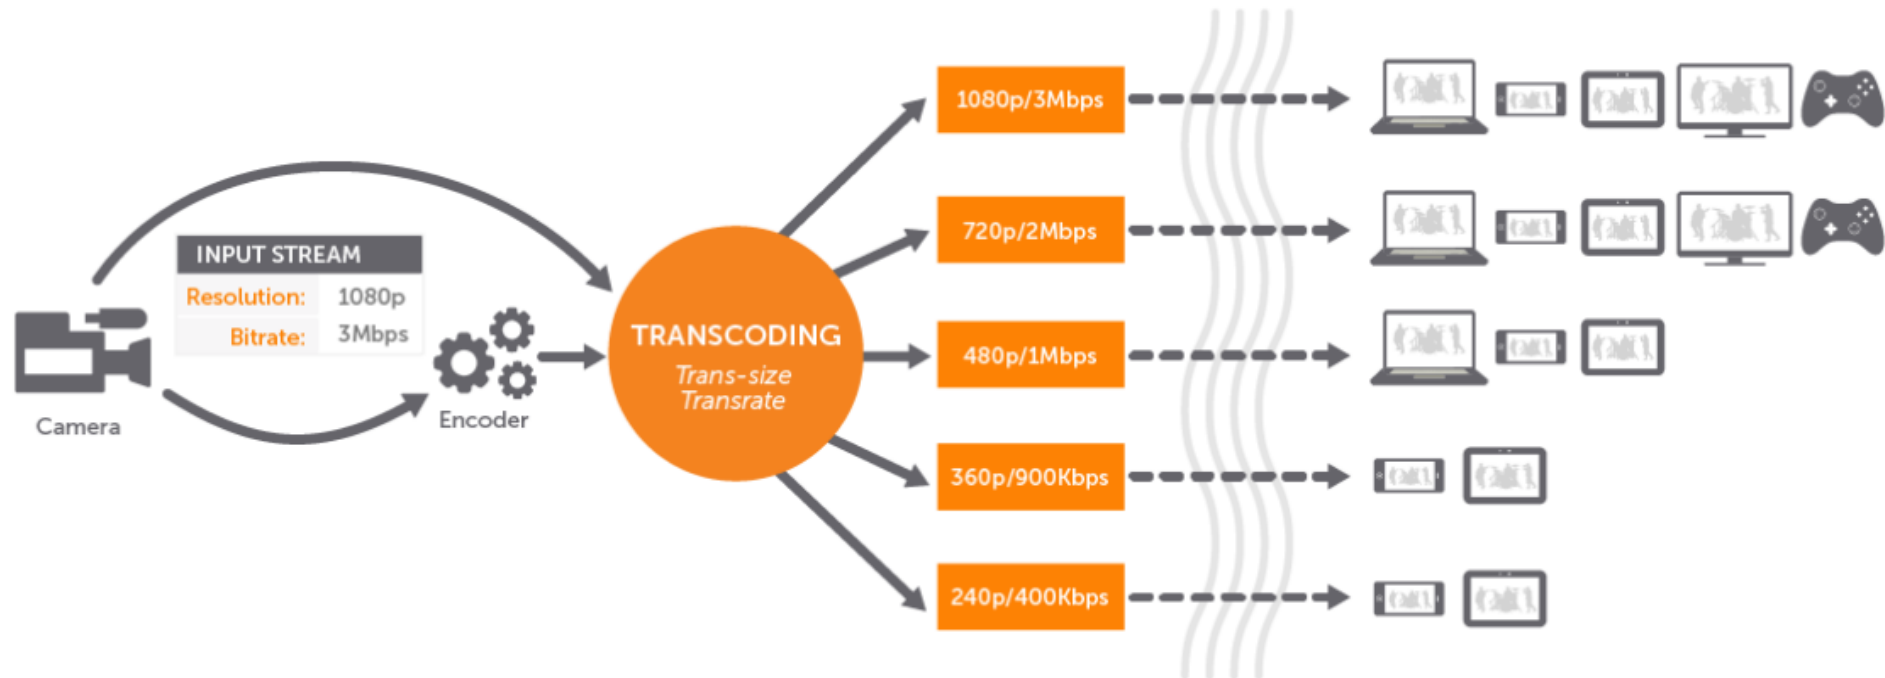 INPUT STREAM
Resolution: 1080p
Bitrate: 3Mbps
Camera
Encoder
TRANSCODING
Trans-size
Transrate
1080p/3Mbps
720p/2Mbps
480p/1Mbps
360p/900Kbps
240p/400Kbps